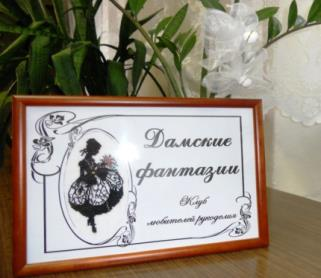 Дамские
фантазии
Клуб
любителей рукоделия